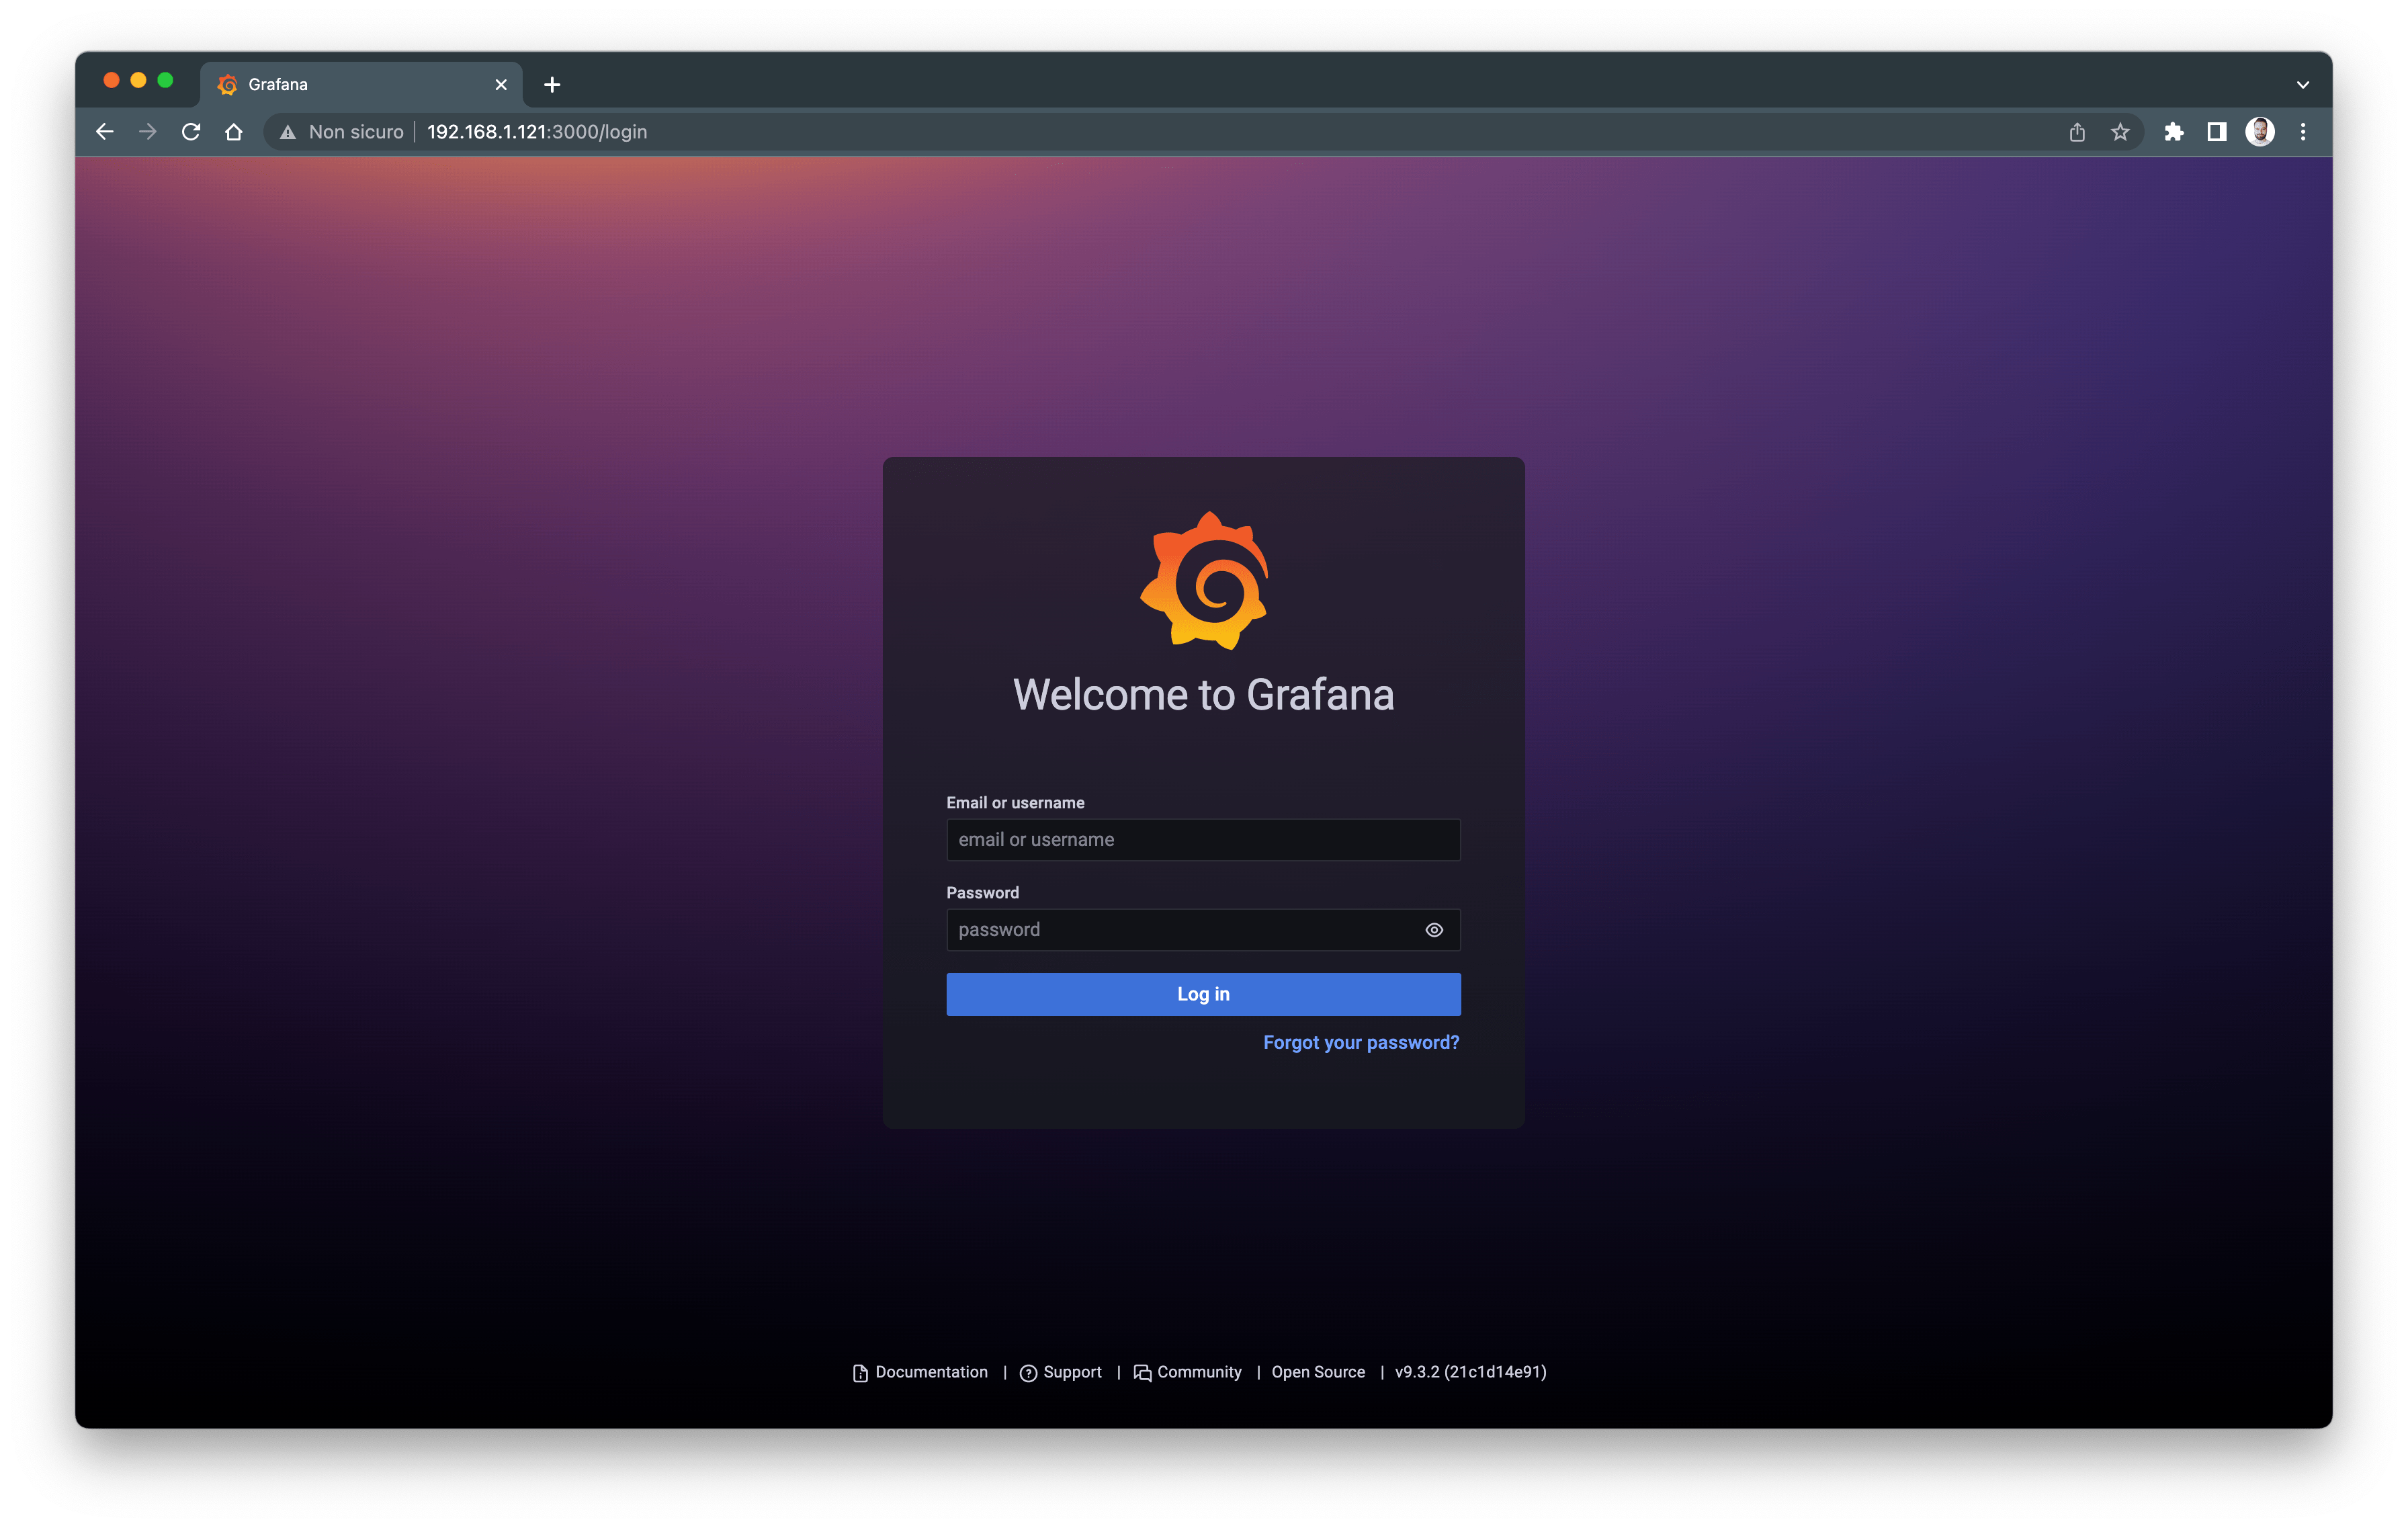 Grafana
Non sicuro 192.168.1.121:3000/login
Welcome to Grafana
Email or username
email or username
Password
password
Log in
Forgot your password?
Documentation | Support | Community | Open Source | v9.3.2 (21c1d14e91)